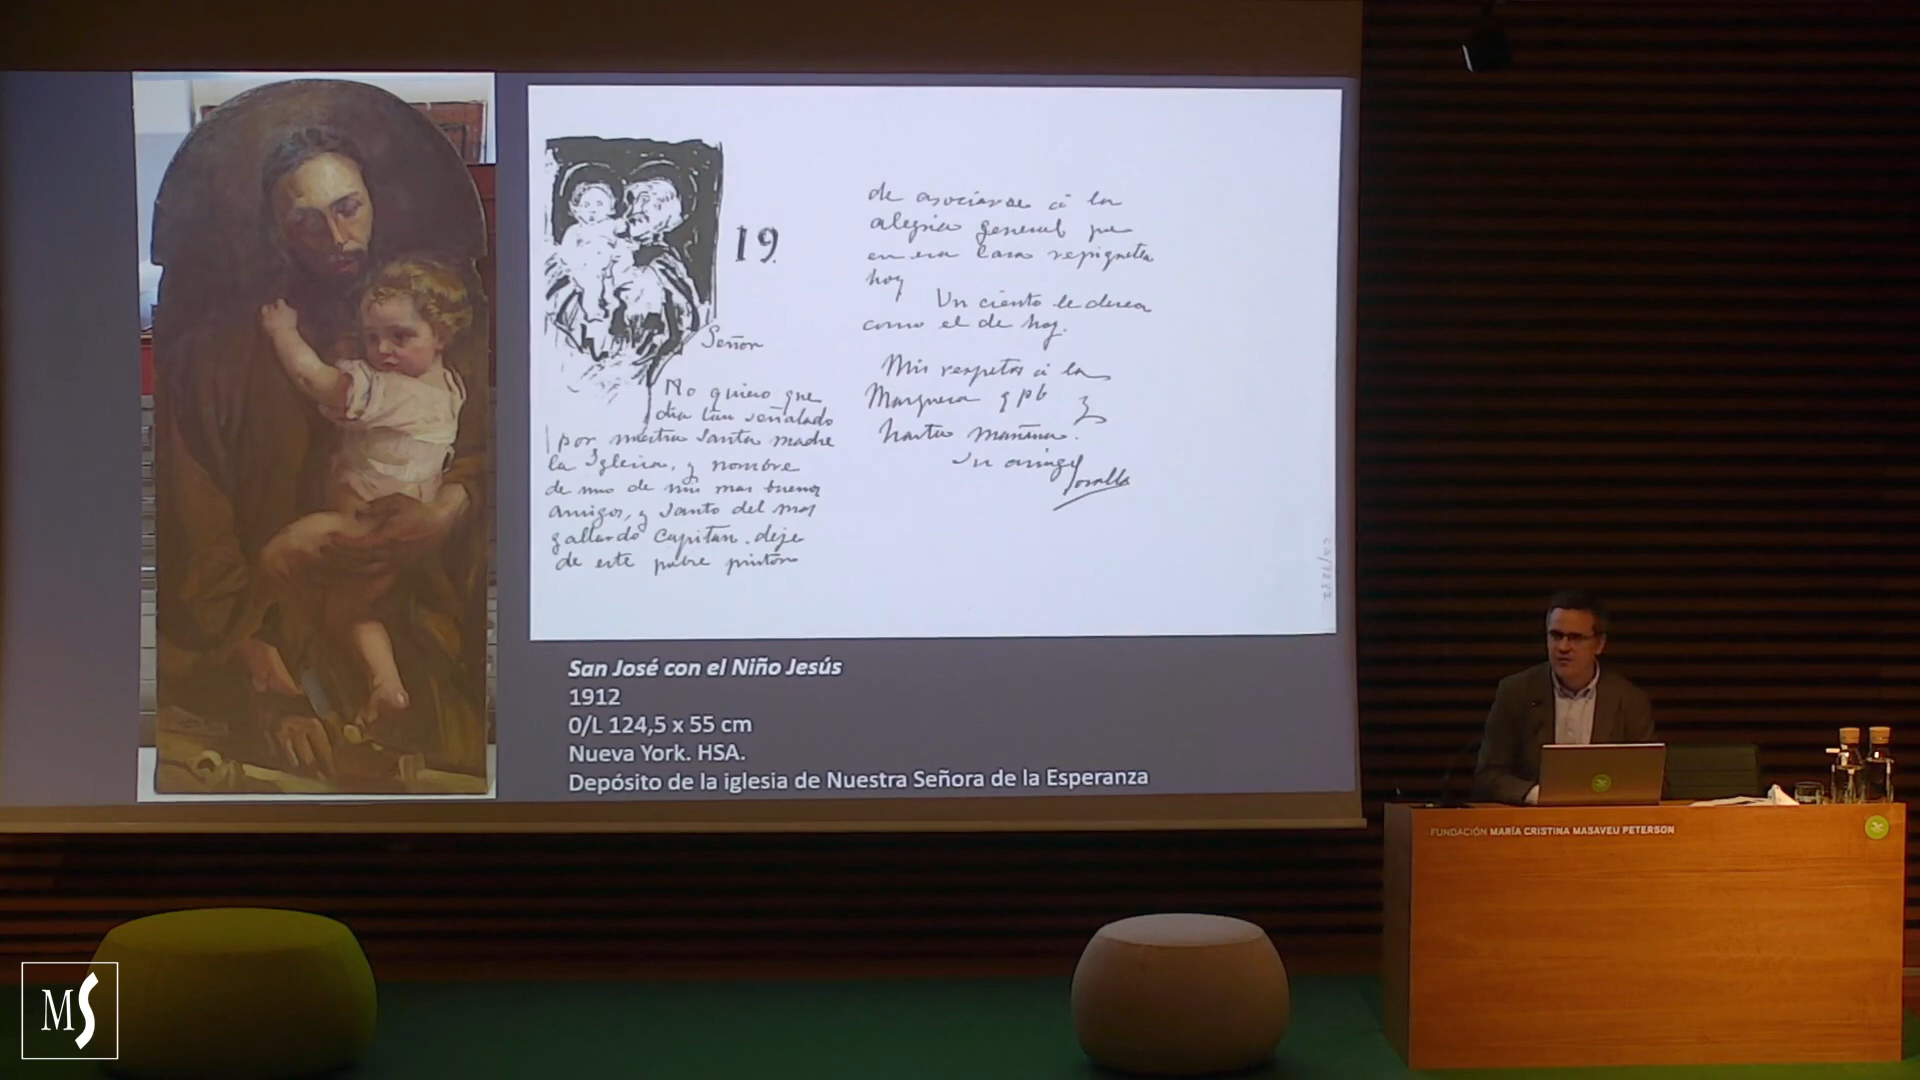 19.
Señor
No quiero que
dia tan señalado
por nuestra Santa madre
la Iglesia, y nombre
de uno de mis mas buenos
amigos, y Santo del mas
gallardo Capitan. deje
de este pobre pintor
de asociarse á la
alegria general que
en esa Casa repiquetea
hoy
Un ciento le desea
como el de hoy.
Mis respetos á la
Marquesa q p b y
hasta mañana.
Su amigo
Sorolla
San José con el Niño Jesús
1912
O/L 124,5 x 55 cm
Nueva York. HSA.
Depósito de la iglesia de Nuestra Señora de la Esperanza
FUNDACIÓN MARÍA CRISTINA MASAVEU PETERSON
MS